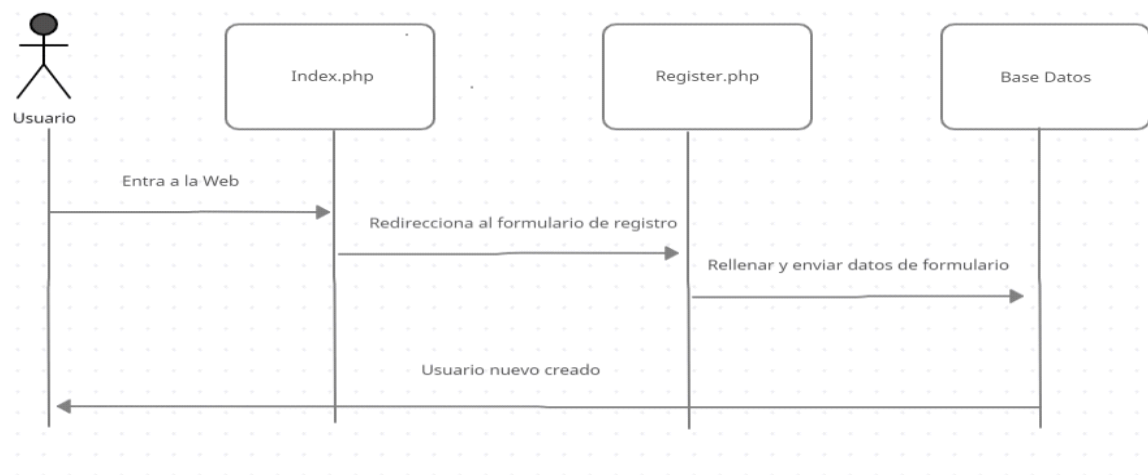 Index.php
Register.php
Base Datos
Usuario
Entra a la Web
Redirecciona al formulario de registro
Rellenar y enviar datos de formulario
Usuario nuevo creado